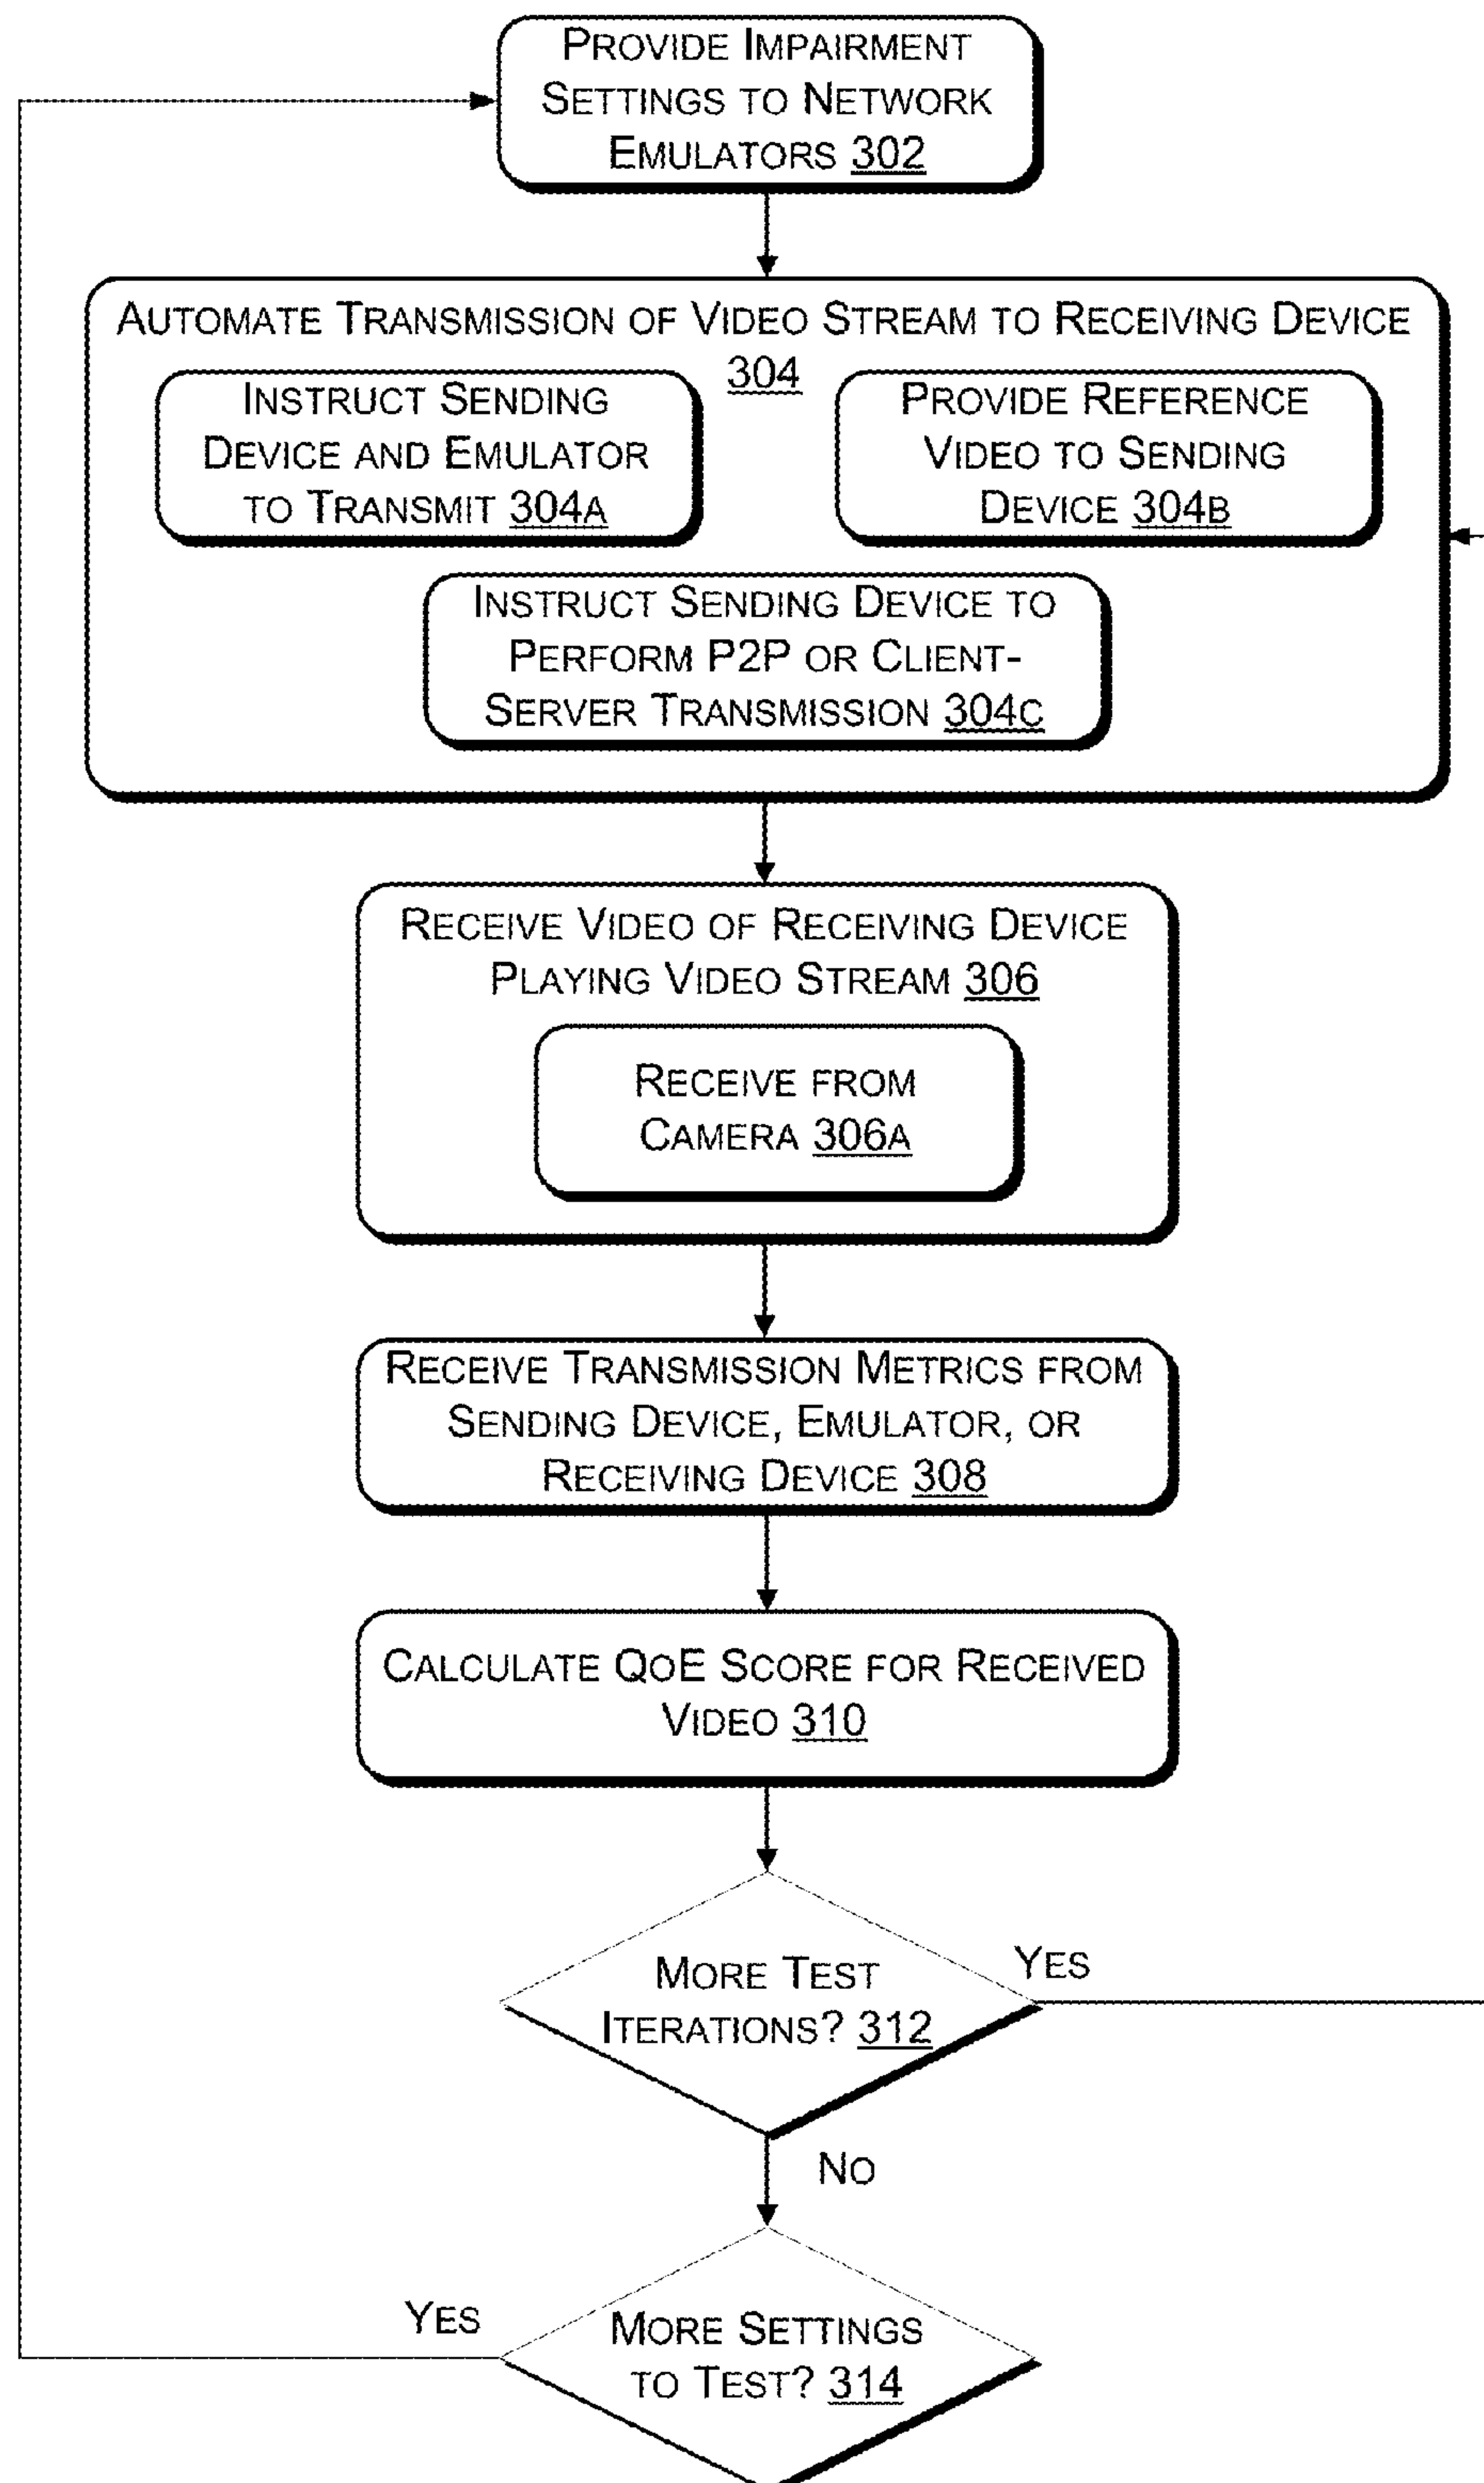 PROVIDE IMPAIRMENT
SETTINGS TO NETWORK
EMULATORS 302
AUTOMATE TRANSMISSION OF VIDEO STREAM TO RECEIVING DEVICE
304
INSTRUCT SENDING
DEVICE AND EMULATOR
TO TRANSMIT 304A
PROVIDE REFERENCE
VIDEO TO SENDING
DEVICE 304B
INSTRUCT SENDING DEVICE TO
PERFORM P2P OR CLIENT-
SERVER TRANSMISSION 304C
RECEIVE VIDEO OF RECEIVING DEVICE
PLAYING VIDEO STREAM 306
RECEIVE FROM
CAMERA 306A
RECEIVE TRANSMISSION METRICS FROM
SENDING DEVICE, EMULATOR, OR
RECEIVING DEVICE 308
CALCULATE QOE SCORE FOR RECEIVED
VIDEO 310
MORE TEST
ITERATIONS? 312
YES
NO
YES
MORE SETTINGS
TO TEST? 314